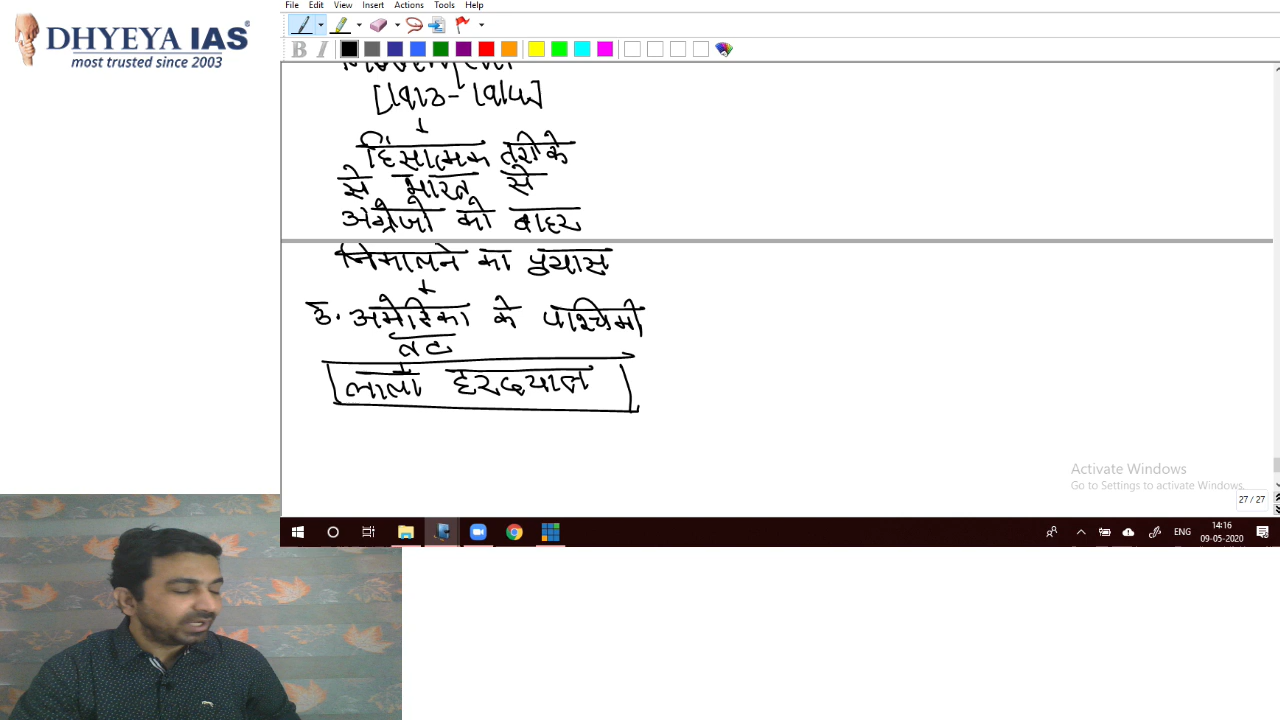 File Edit View Insert Actions Tools Help
DHYEYA IAS®
most trusted since 2003
B I
[1913-1914]
हिंसात्मक तरीके
से भारत से
अंग्रेजो को बाहर
निकालने का प्रयास
उ. अमेरिका के पश्चिमी
तट
लाला हरदयाल
Activate Windows
Go to Settings to activate Windows.
27 / 27
ENG
14:16
09-05-2020